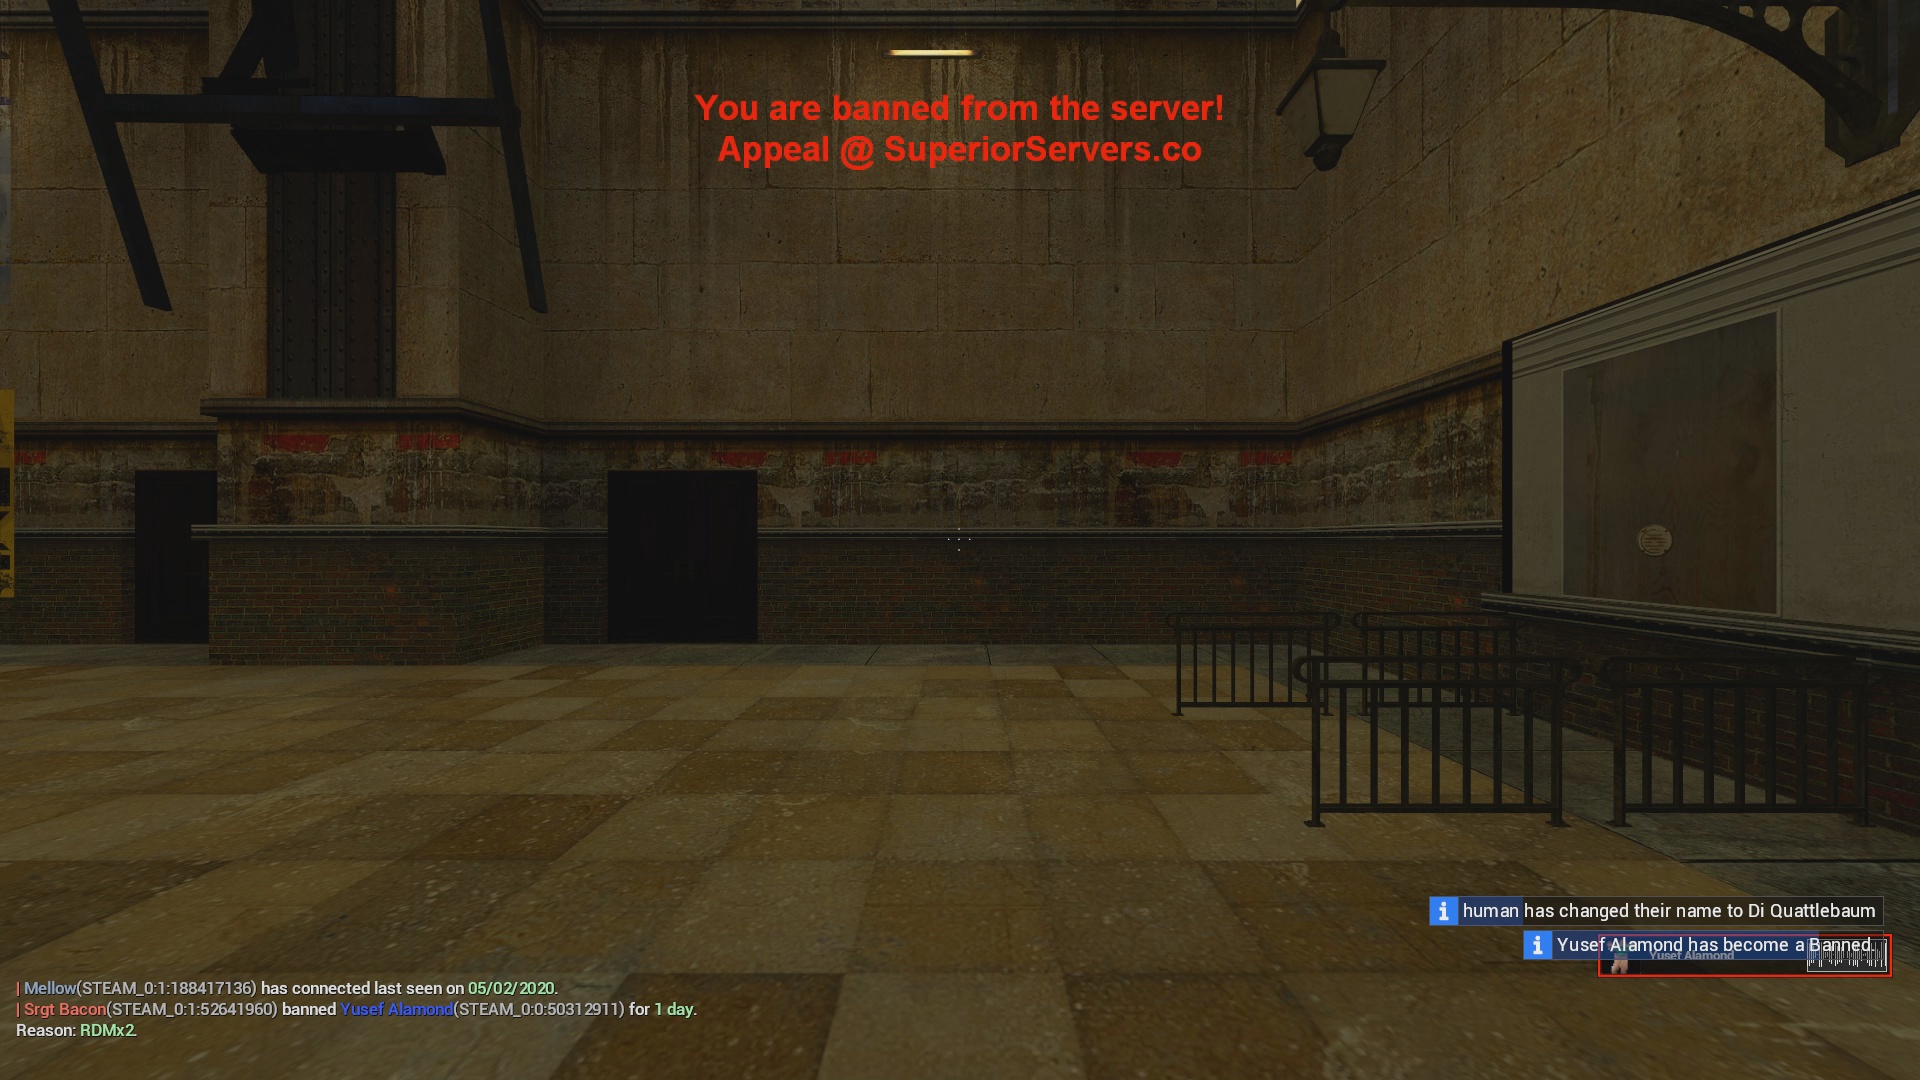 You are banned from the server!
Appeal @ SuperiorServers.co
human has changed their name to Di Quattlebaum
Yusef Alamond has become a Banned.
Yusef Alamond
| Mellow(STEAM_0:1:188417136) has connected last seen on 05/02/2020.
| Srgt Bacon(STEAM_0:1:52641960) banned Yusef Alamond(STEAM_0:0:50312911) for 1 day.
Reason: RDMx2.